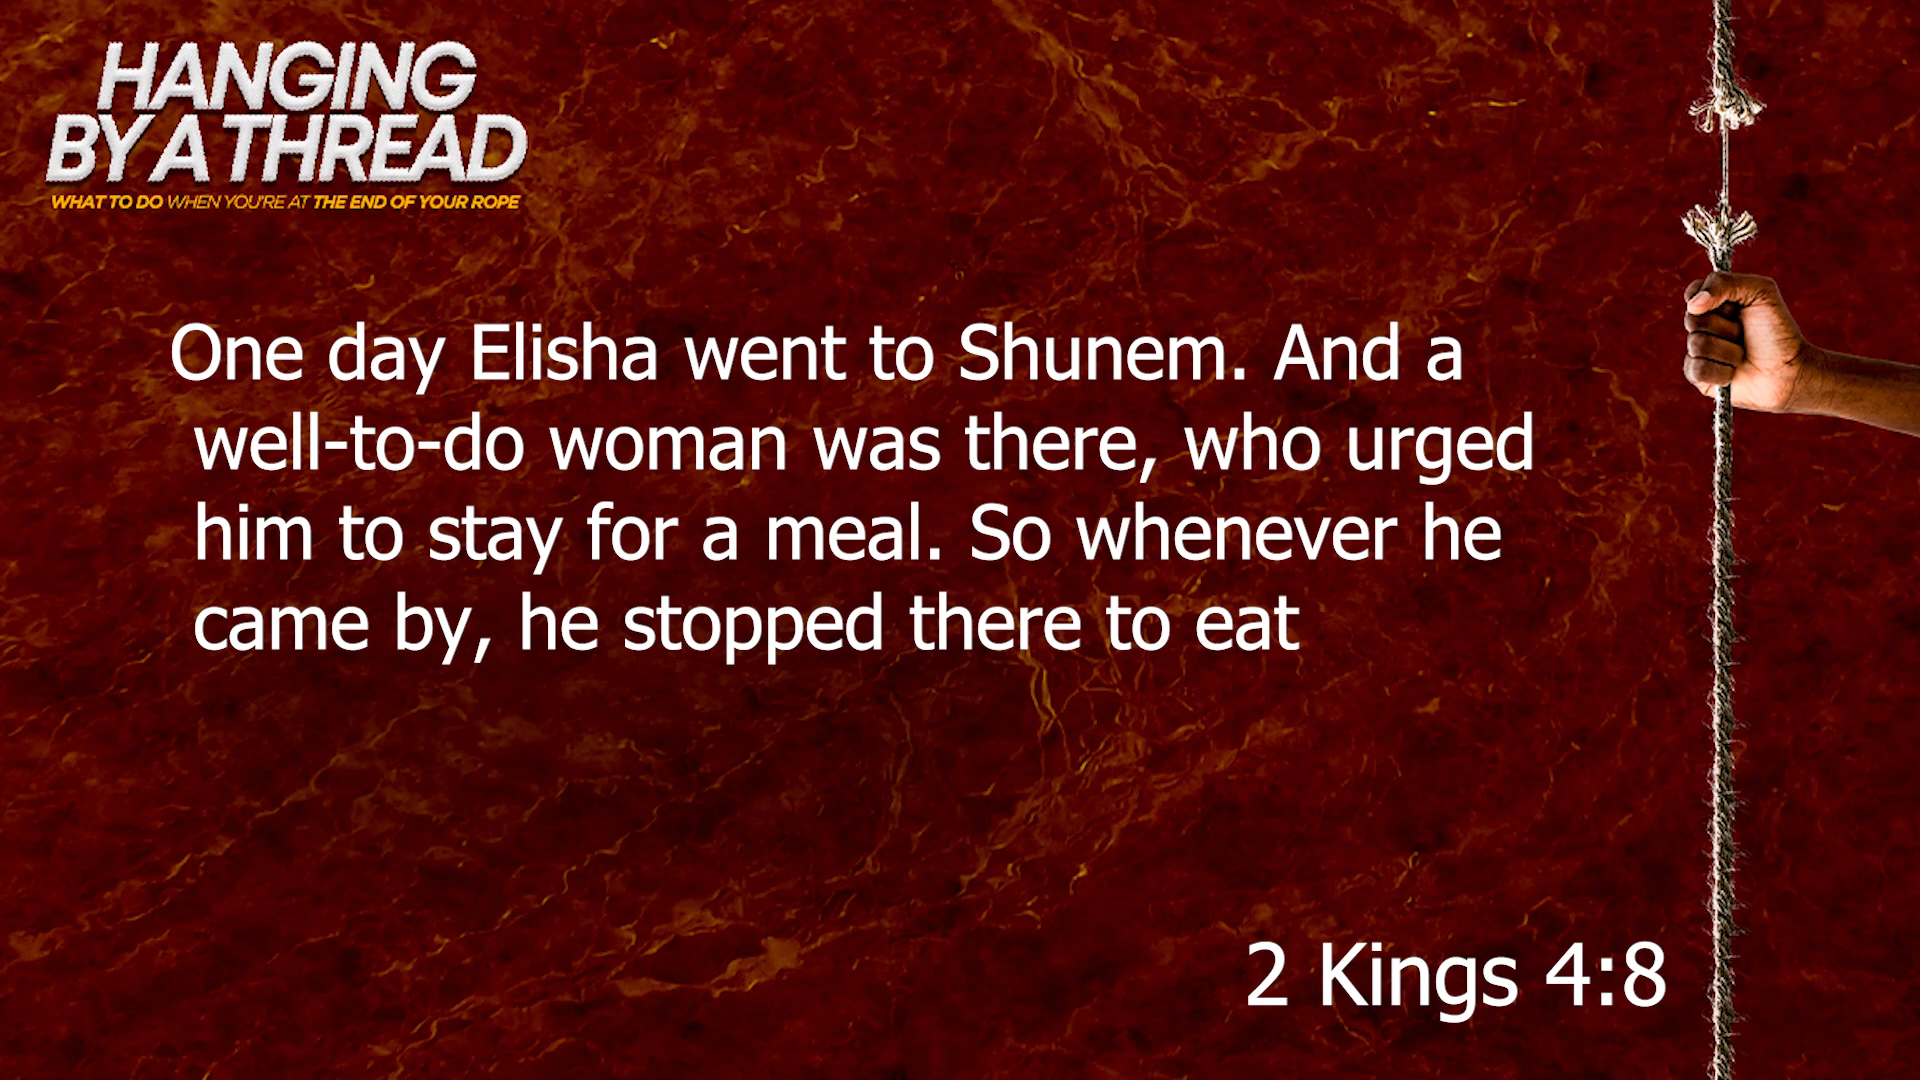 HANGING
BY A THREAD
WHAT TO DO WHEN YOU'RE AT THE END OF YOUR ROPE
One day Elisha went to Shunem. And a
well-to-do woman was there, who urged
him to stay for a meal. So whenever he
came by, he stopped there to eat
2 Kings 4:8